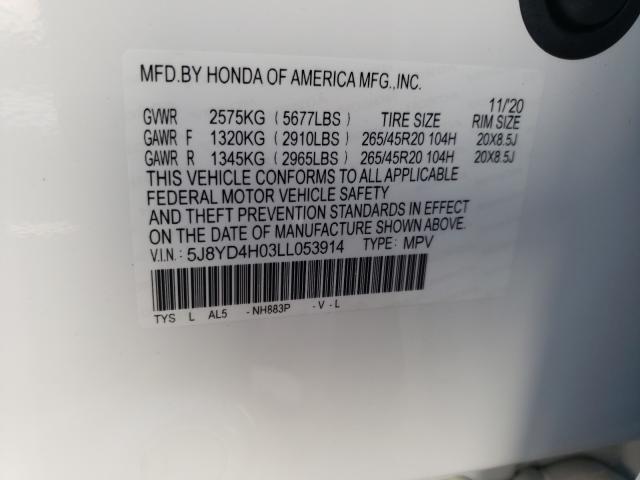 MFD.BY HONDA OF AMERICA MFG.,INC.
11/'20
GVWR 2575KG (5677LBS) TIRE SIZE RIM SIZE
GAWR F 1320KG (2910LBS) 265/45R20 104H 20X8.5J
GAWR R 1345KG (2965LBS) 265/45R20 104H 20X8.5J
THIS VEHICLE CONFORMS TO ALL APPLICABLE
FEDERAL MOTOR VEHICLE SAFETY
AND THEFT PREVENTION STANDARDS IN EFFECT
ON THE DATE OF MANUFACTURE SHOWN ABOVE.
V.I.N.: 5J8YD4H03LL053914 TYPE: MPV
TYS L AL5 -NH883P -V-L